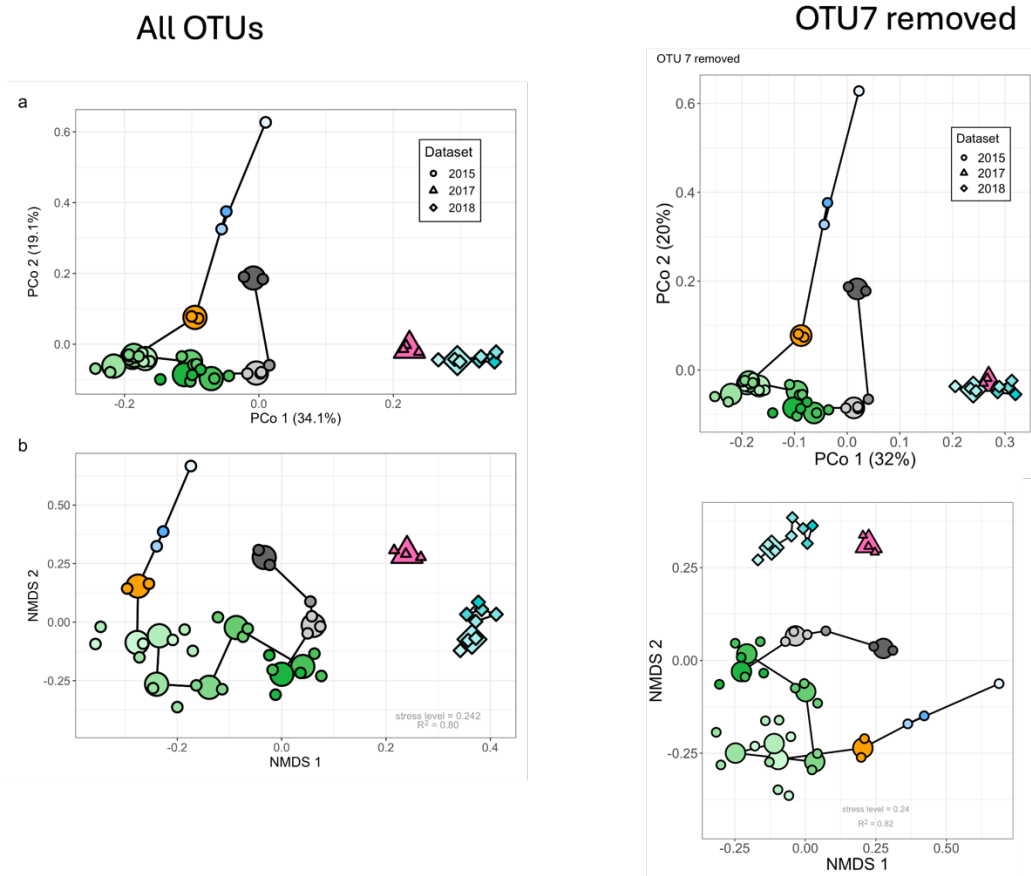 All OTUs
OTU7 removed
a
PCo 2 (19.1%)
0.6
0.4
0.2
0.0
Dataset
2015
2017
2018
-0.2
0.0
0.2
PCo 1 (34.1%)
b
NMDS 2
0.50
0.25
0.00
-0.25
stress level = 0.242
R² = 0.80
-0.2
0.0
0.2
0.4
NMDS 1
OTU 7 removed
PCo 2 (20%)
0.6
0.4
0.2
0.0
Dataset
2015
2017
2018
-0.2
-0.1
0.0
0.1
0.2
0.3
PCo 1 (32%)
NMDS 2
0.25
0.00
-0.25
stress level = 0.24
R² = 0.82
-0.25
0.00
0.25
0.50
NMDS 1